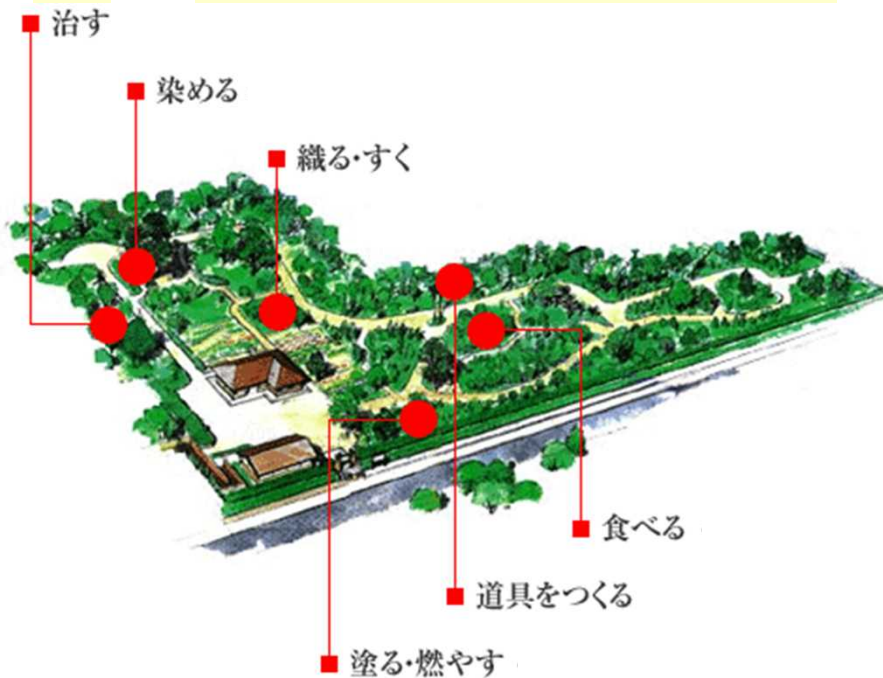 治す
染める
織る・すく
食べる
道具をつくる
塗る・燃やす